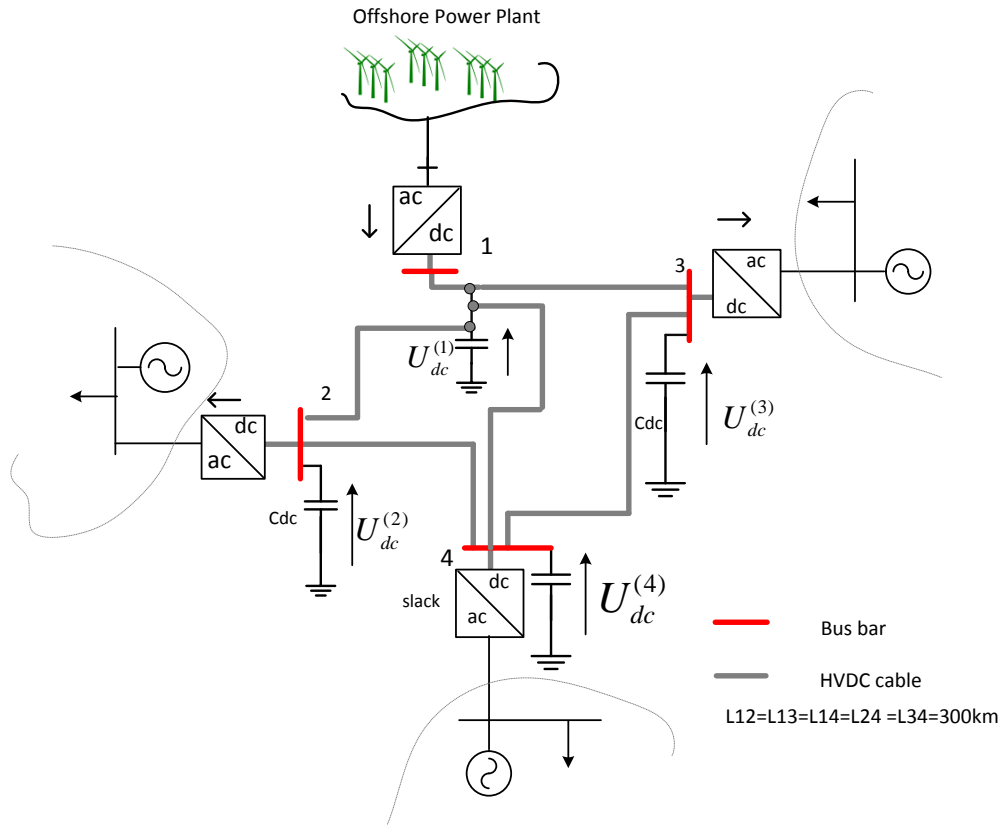 Offshore Power Plant
ac
dc
1
3
ac
dc
U_dc^(1)
2
dc
ac
Cdc
U_dc^(2)
Cdc
U_dc^(3)
4
slack
dc
ac
U_dc^(4)
Bus bar
HVDC cable
L12=L13=L14=L24 =L34=300km